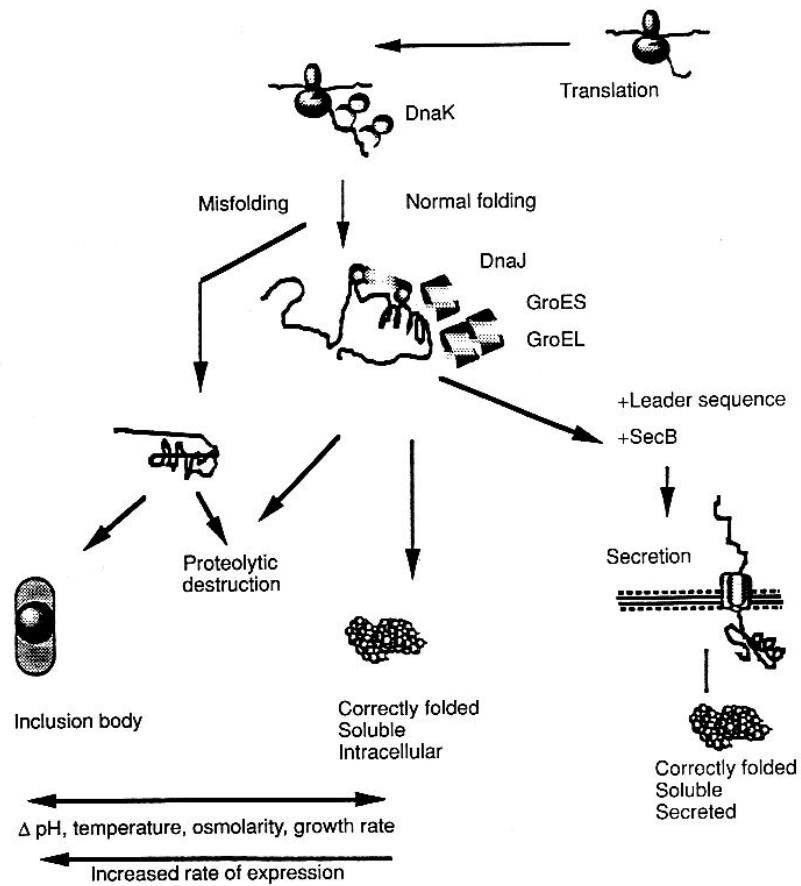 Translation
DnaK
Misfolding
Normal folding
DnaJ
GroES
GroEL
+Leader sequence
+SecB
Proteolytic
destruction
Secretion
Inclusion body
Correctly folded
Soluble
Intracellular
Correctly folded
Soluble
Secreted
Δ pH, temperature, osmolarity, growth rate
Increased rate of expression